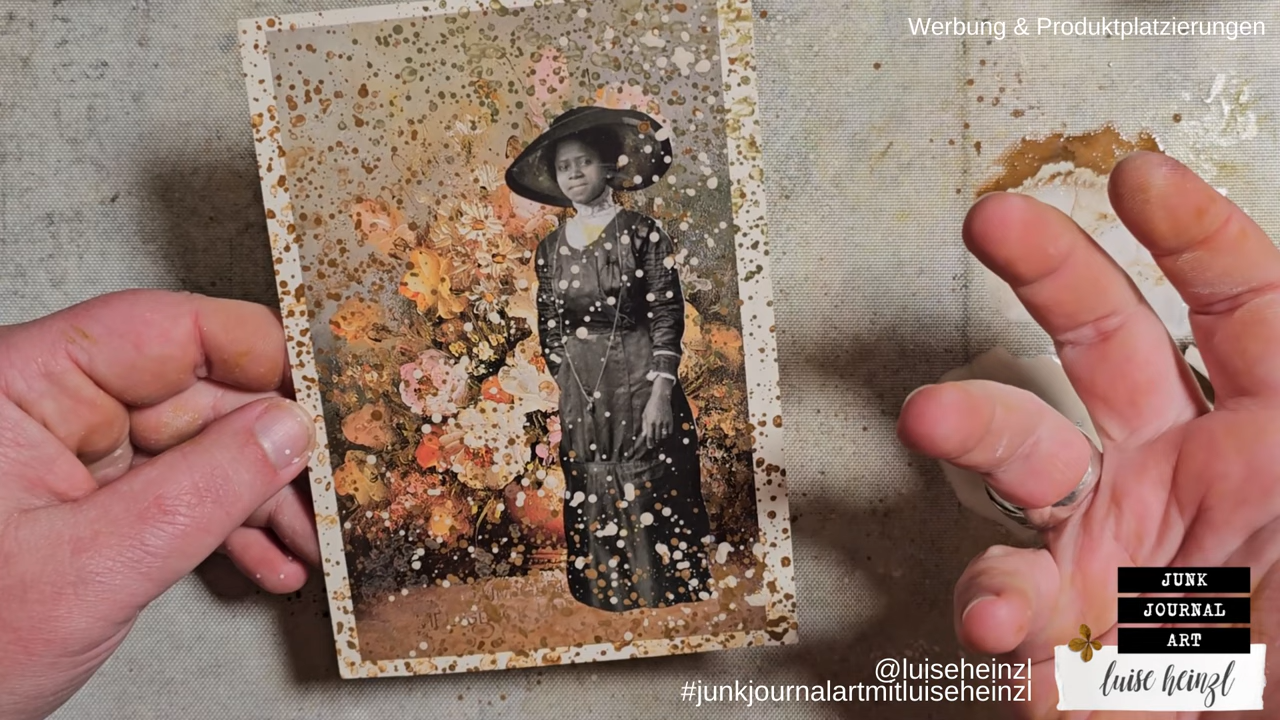 Werbung & Produktplatzierungen
JUNK
JOURNAL
ART
luise heinzl
@luiseheinzl
#junkjournalartmitluiseheinzl